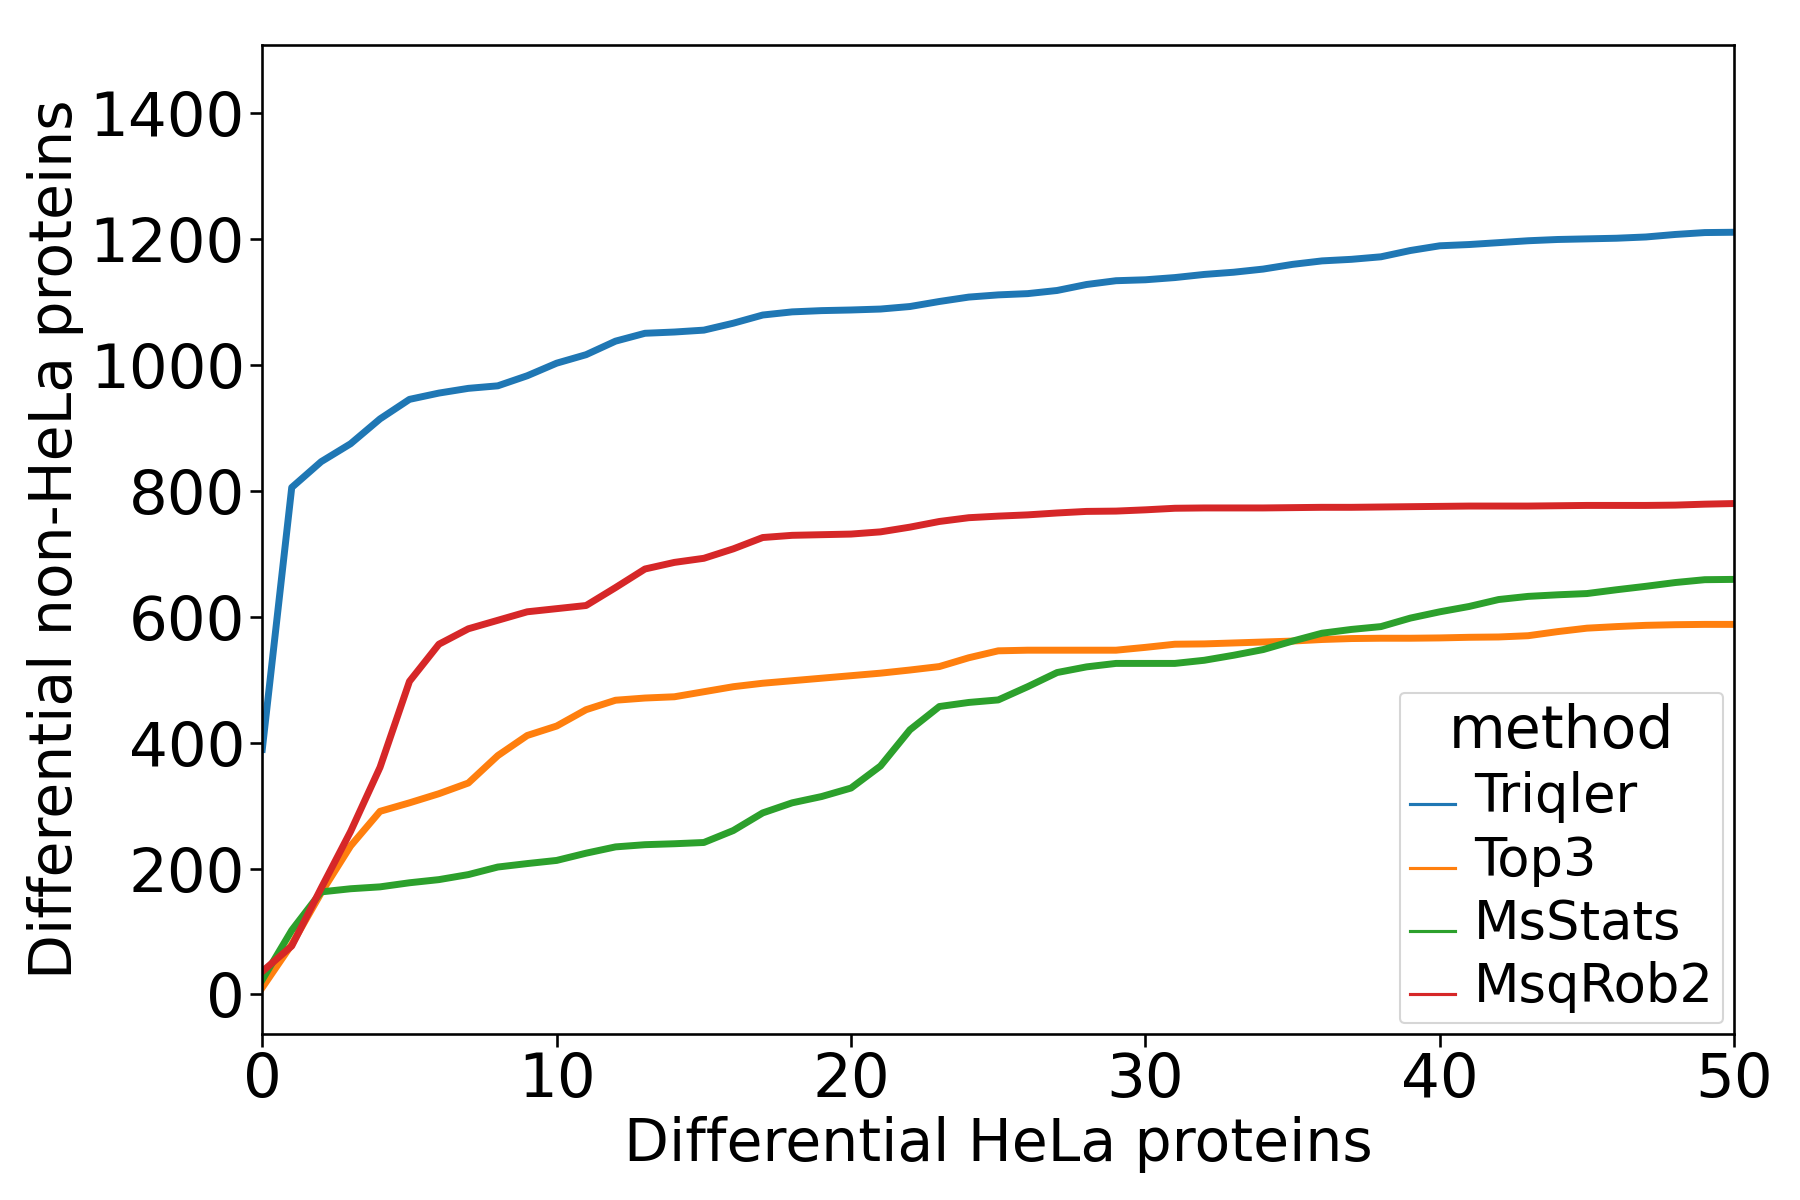 Differential non-HeLa proteins
1400
1200
1000
800
600
400
200
0
0 10 20 30 40 50
Differential HeLa proteins
method
Triqler
Top3
MsStats
MsqRob2